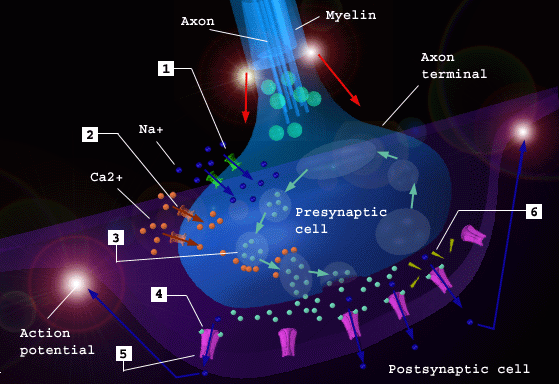 Axon
Myelin
Axon
terminal
1
Na+
2
Ca2+
Presynaptic
cell
6
3
4
Action
potential
5
Postsynaptic cell